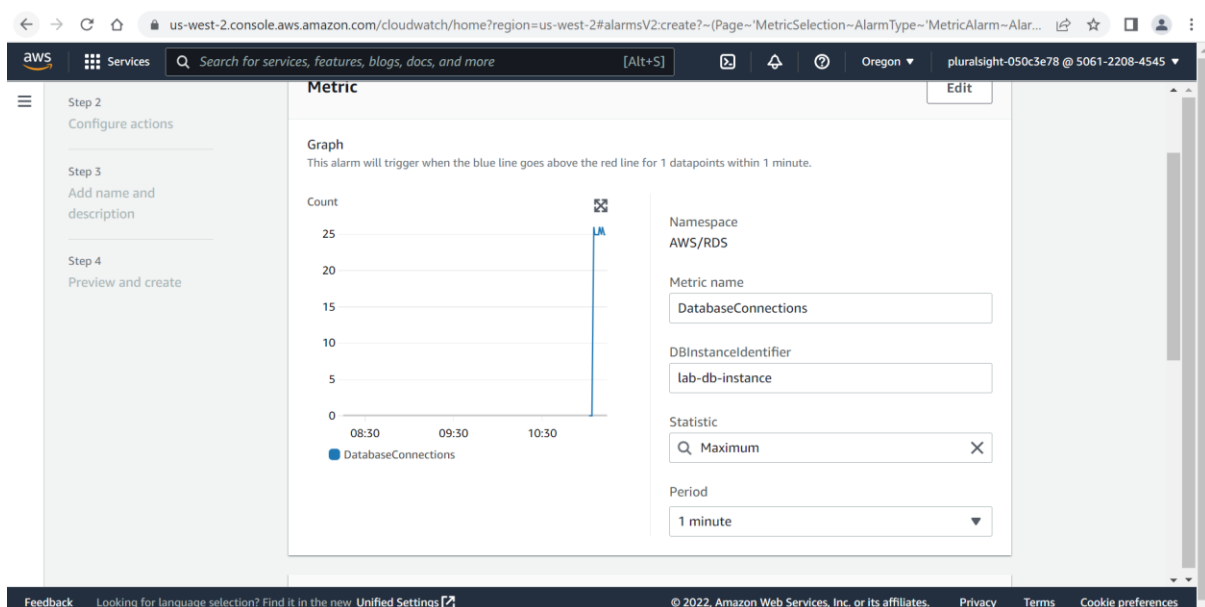 us-west-2.console.aws.amazon.com/cloudwatch/home?region=us-west-2#alarmsV2:create?~(Page~'MetricSelection~AlarmType~'MetricAlarm~Alar...
aws
Services
Search for services, features, blogs, docs, and more
[Alt+S]
Oregon
pluralsight-050c3e78 @ 5061-2208-4545
Step 2
Configure actions
Step 3
Add name and
description
Step 4
Preview and create
Metric
Edit
Graph
This alarm will trigger when the blue line goes above the red line for 1 datapoints within 1 minute.
Count
25
20
15
10
5
0
08:30 09:30 10:30
DatabaseConnections
Namespace
AWS/RDS
Metric name
DatabaseConnections
DBInstanceIdentifier
lab-db-instance
Statistic
Maximum
Period
1 minute
Feedback Looking for language selection? Find it in the new Unified Settings
© 2022, Amazon Web Services, Inc. or its affiliates. Privacy Terms Cookie preferences